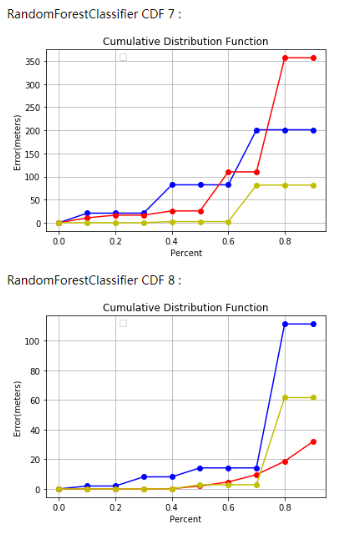 RandomForestClassifier CDF 7 :
Cumulative Distribution Function
Error(meters)
350
300
250
200
150
100
50
0
0.0 0.2 0.4 0.6 0.8
Percent
RandomForestClassifier CDF 8 :
Cumulative Distribution Function
Error(meters)
100
80
60
40
20
0
0.0 0.2 0.4 0.6 0.8
Percent